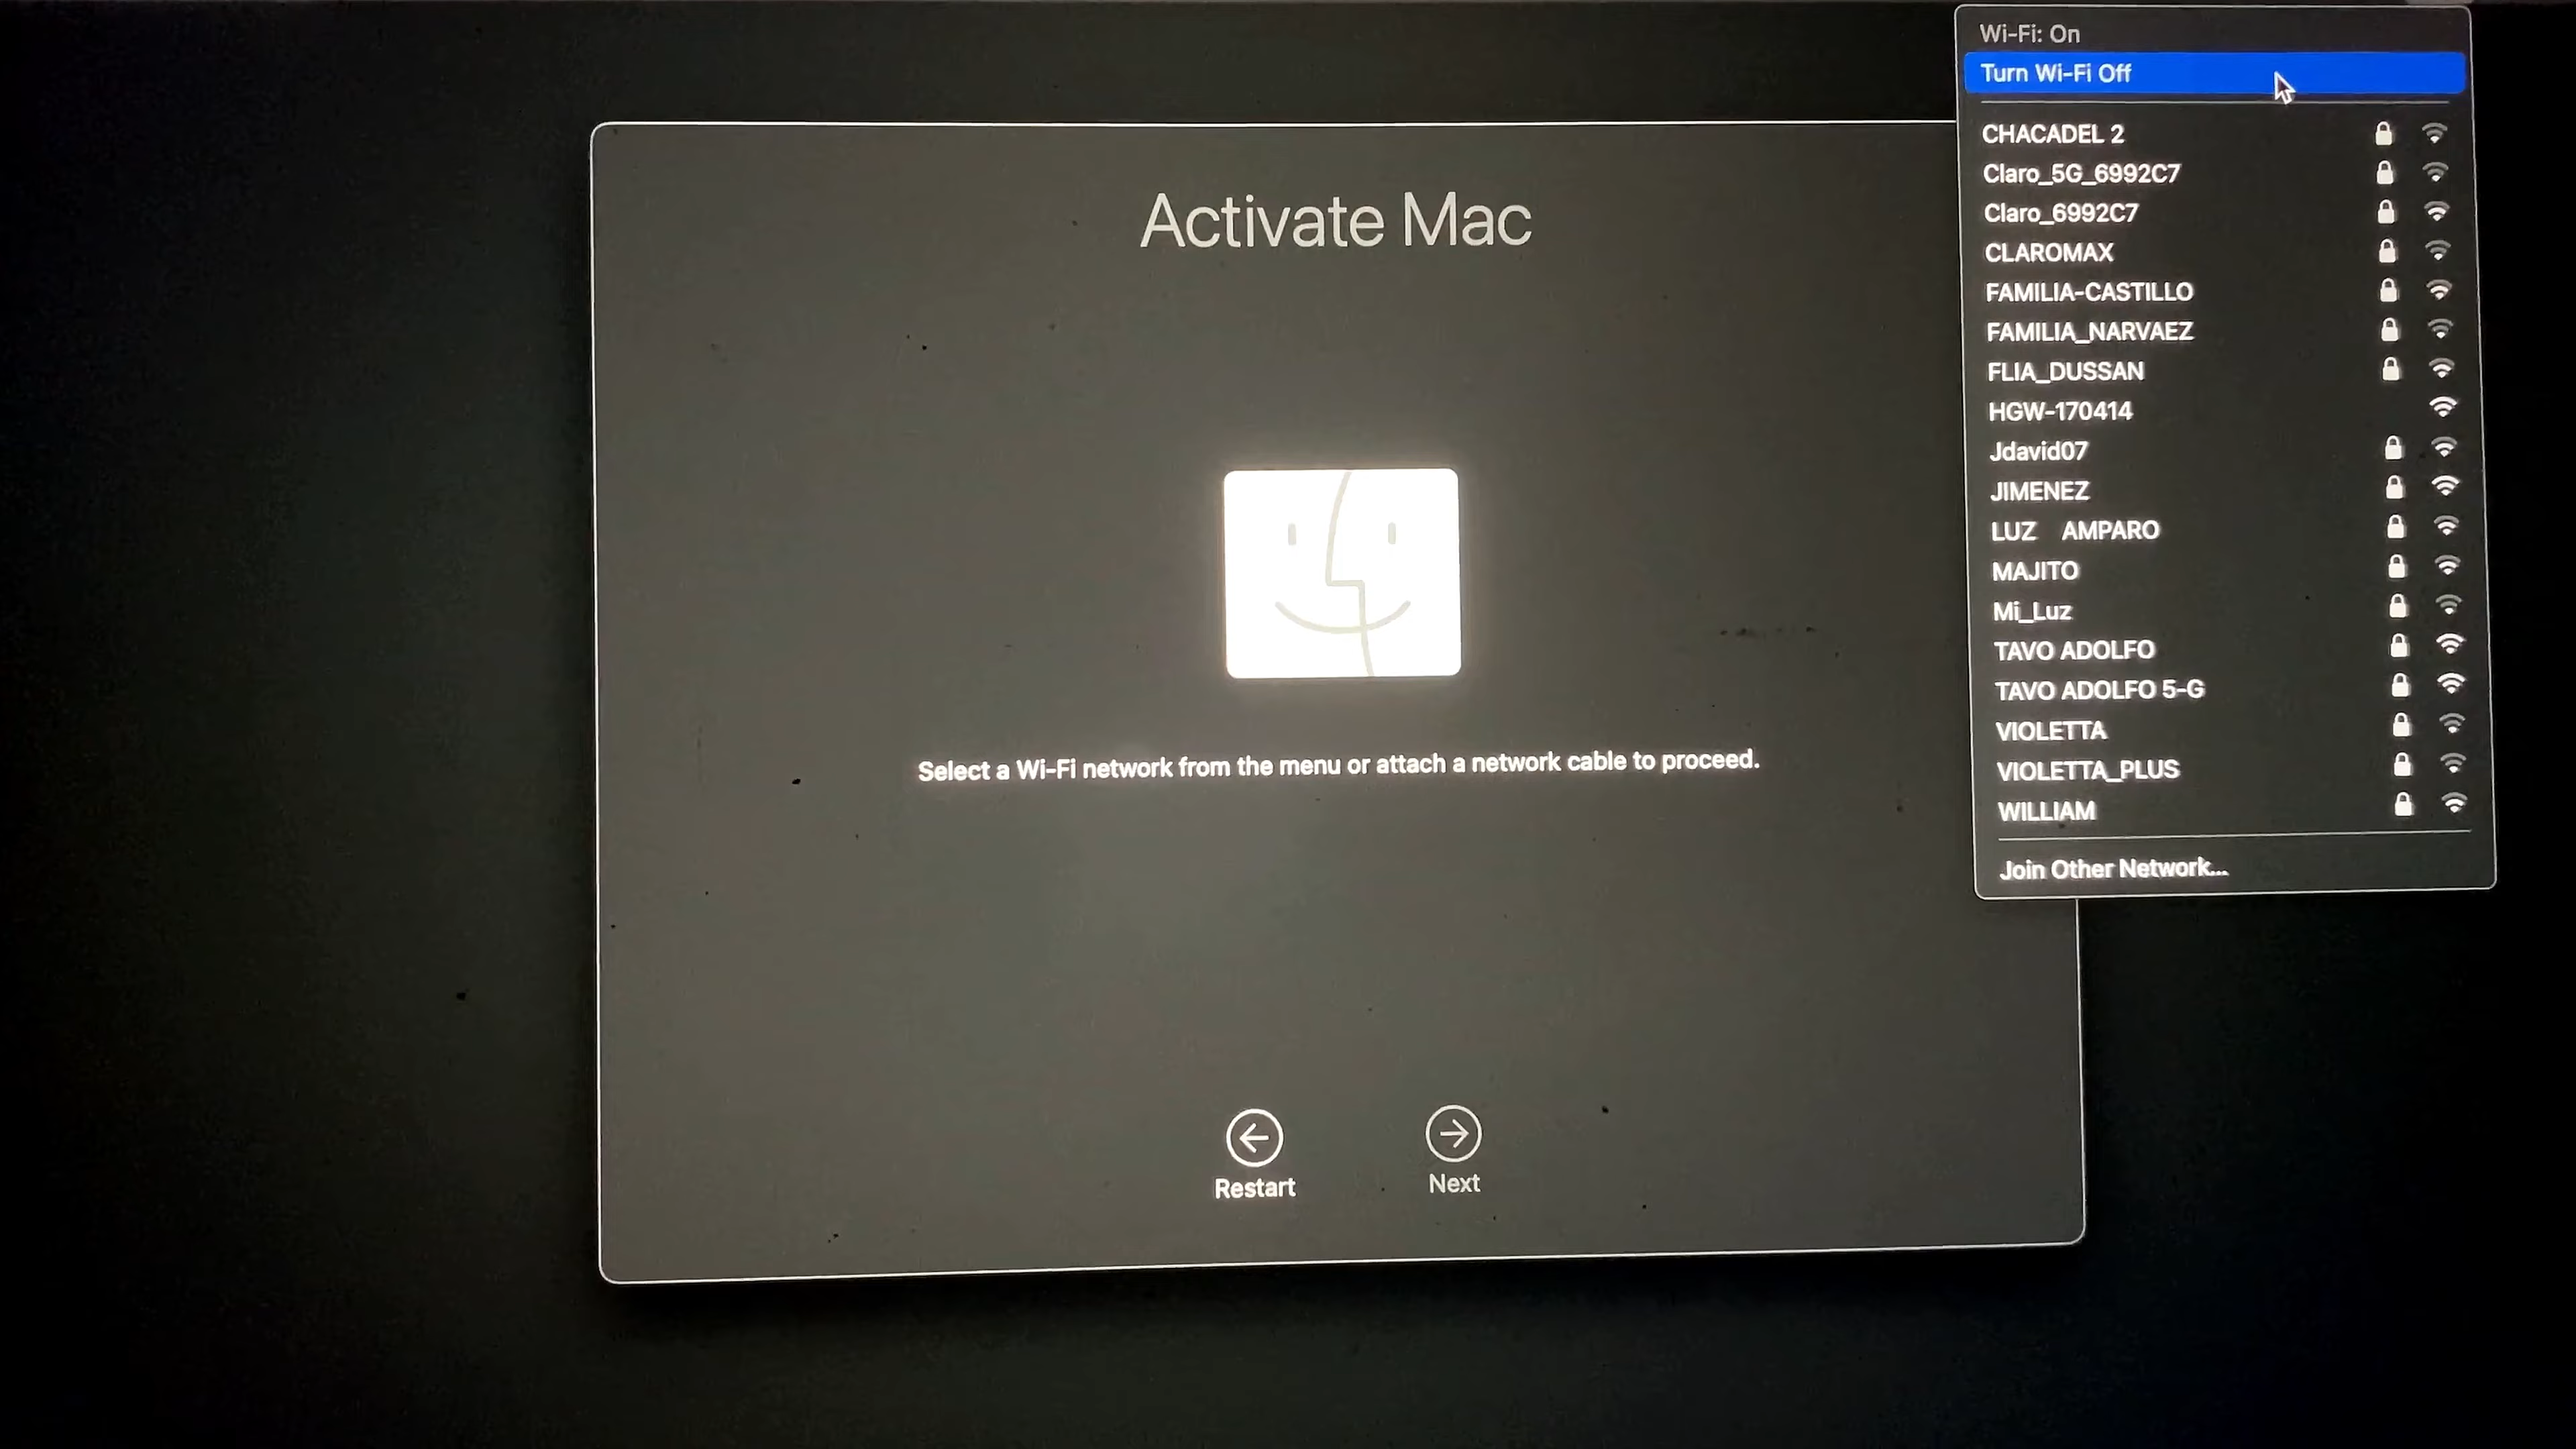 Wi-Fi: On
Turn Wi-Fi Off
CHACADEL 2
Claro_5G_6992C7
Claro_6992C7
CLAROMAX
FAMILIA-CASTILLO
FAMILIA_NARVAEZ
FLIA_DUSSAN
HGW-170414
Jdavid07
JIMENEZ
LUZ    AMPARO
MAJITO
Mi_Luz
TAVO ADOLFO
TAVO ADOLFO 5-G
VIOLETTA
VIOLETTA_PLUS
WILLIAM
Join Other Network...
Activate Mac
Select a Wi-Fi network from the menu or attach a network cable to proceed.
Restart
Next